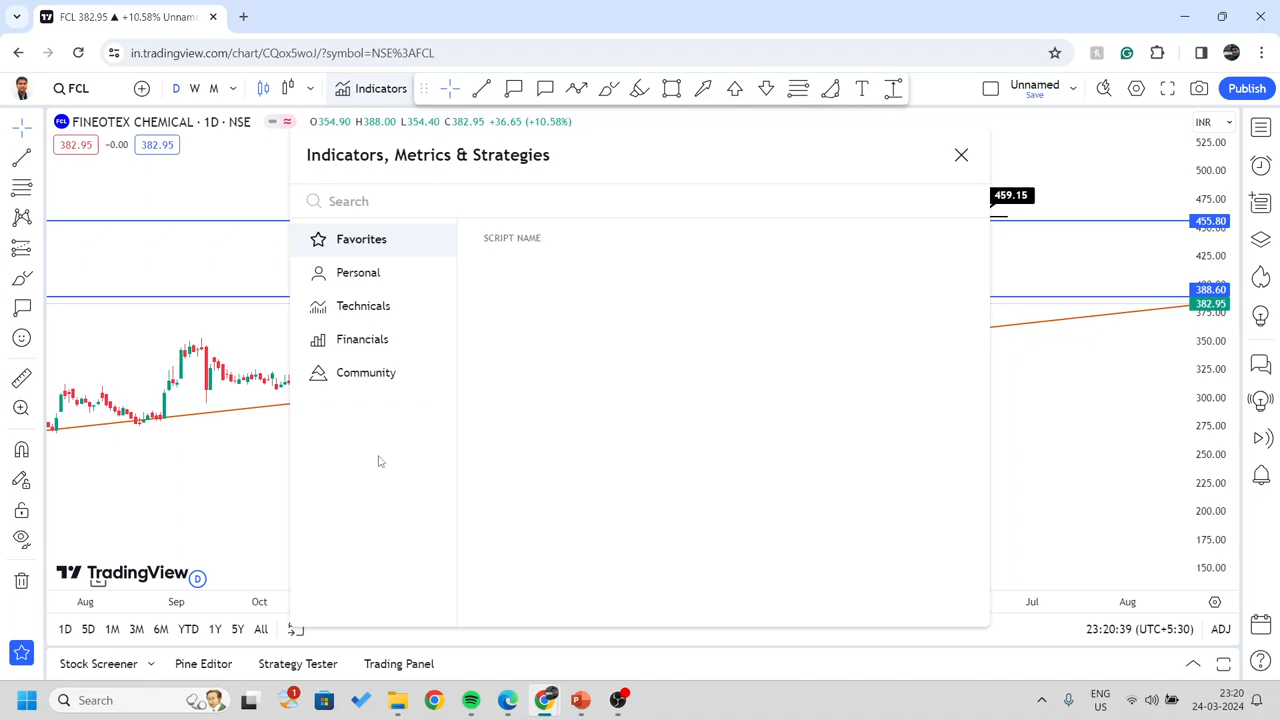 FCL 382.95 ▲ +10.58% Unnam
in.tradingview.com/chart/CQox5woJ/?symbol=NSE%3AFCL
FCL
D W M
Indicators
Unnamed
Save
Publish
FCL FINEOTEX CHEMICAL · 1D · NSE
O354.90 H388.00 L354.40 C382.95 +36.65 (+10.58%)
INR
382.95 -0.00 382.95
525.00
Indicators, Metrics & Strategies
500.00
459.15
475.00
Search
455.80
450.00
Favorites
SCRIPT NAME
425.00
Personal
388.60
Technicals
382.95
375.00
Financials
350.00
Community
325.00
300.00
275.00
250.00
225.00
200.00
175.00
150.00
TradingView
D
Aug Sep Oct Jul Aug
1D 5D 1M 3M 6M YTD 1Y 5Y All
23:20:39 (UTC+5:30) ADJ
Stock Screener Pine Editor Strategy Tester Trading Panel
Search
1
ENG
US
23:20
24-03-2024